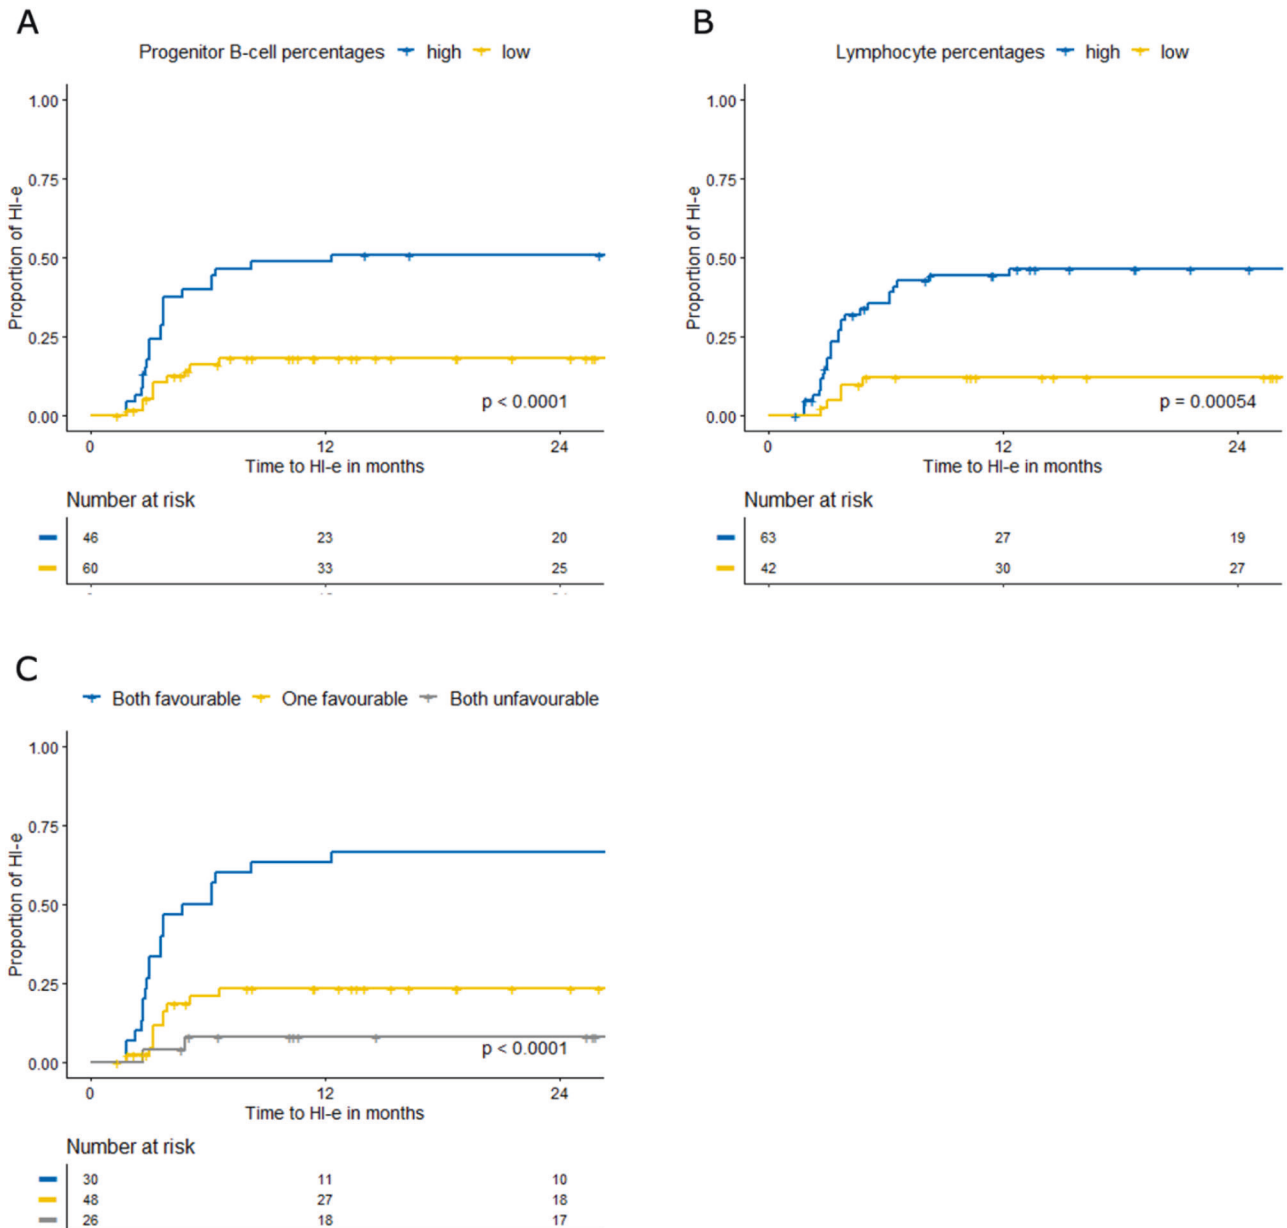 A
Progenitor B-cell percentages high low
1.00
0.75
0.50
0.25
0.00
Proportion of HI-e
p < 0.0001
0 12 24
Time to HI-e in months
Number at risk
46 23 20
60 33 25
B
Lymphocyte percentages high low
1.00
0.75
0.50
0.25
0.00
Proportion of HI-e
p = 0.00054
0 12 24
Time to HI-e in months
Number at risk
63 27 19
42 30 27
C
Both favourable One favourable Both unfavourable
1.00
0.75
0.50
0.25
0.00
Proportion of HI-e
p < 0.0001
0 12 24
Time to HI-e in months
Number at risk
30 11 10
48 27 18
26 18 17